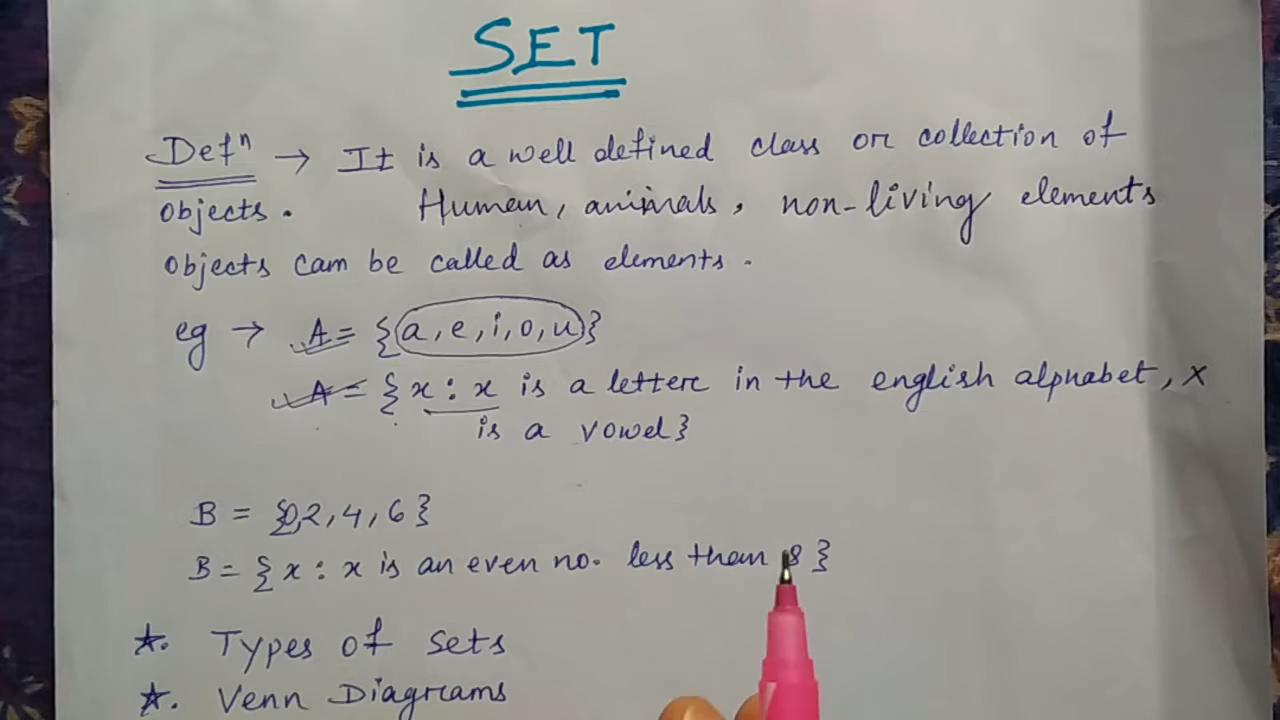 SET
Defⁿ → It is a well defined class or collection of
objects. Human, animals, non-living elements
objects can be called as elements.
eg → A = {a, e, i, o, u}
A = {x : x is a letter in the english alphabet, x
is a vowel}
B = {0,2,4,6}
B = {x : x is an even no. less than 8}
★. Types of Sets
★. Venn Diagrams